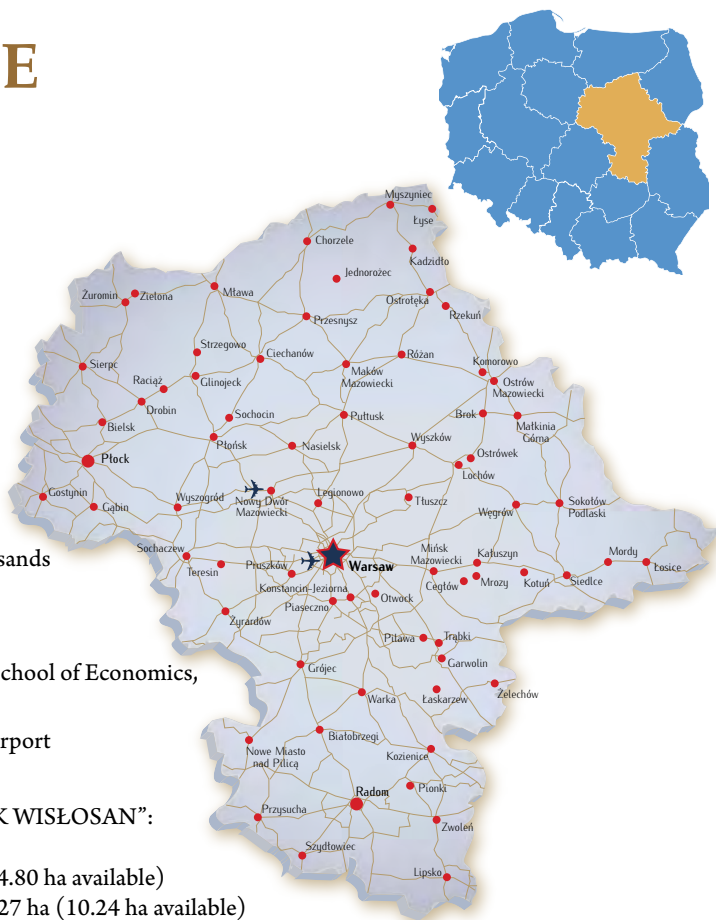 E
Myszyniec
Łyse
Chorzele
Kadzidło
Jednorożec
Żuromin
Zielona
Mława
Ostrołęka
Rzekuń
Przesnysz
Strzegowo
Ciechanów
Różan
Komorowo
Sierpc
Raciąż
Glinojeck
Maków
Mazowiecki
Ostrów
Mazowiecki
Drobin
Sochocin
Pułtusk
Brok
Małkinia
Górna
Bielsk
Płońsk
Nasielsk
Wyszków
Ostrówek
Łochów
Płock
Gostynin
Gąbin
Wyszogród
Nowy Dwór
Mazowiecki
Legionowo
Tłuszcz
Węgrów
Sokołów
Podlaski
Sochaczew
Teresin
Pruszków
Warsaw
Mińsk
Mazowiecki
Kałuszyn
Mordy
Łosice
sands
Konstancin-Jeziorna
Piaseczno
Otwock
Cegłów
Mrozy
Kotuń
Siedlce
Żyrardów
Piława
Trąbki
Garwolin
chool of Economics,
Grójec
Łaskarzew
Żelechów
Warka
rport
Białobrzegi
Nowe Miasto
nad Pilicą
Kozienice
Radom
Pionki
K WISŁOSAN”:
Przysucha
Zwoleń
Szydłowiec
Lipsko
4.80 ha available)
27 ha (10.24 ha available)